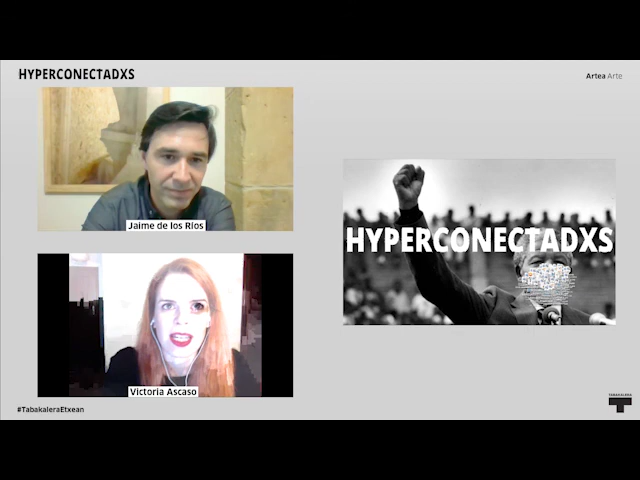 HYPERCONECTADXS
Artea Arte
Jaime de los Ríos
HYPERCONECTADXS
Victoria Ascaso
#TabakaleraEtxean
TABAKALERA